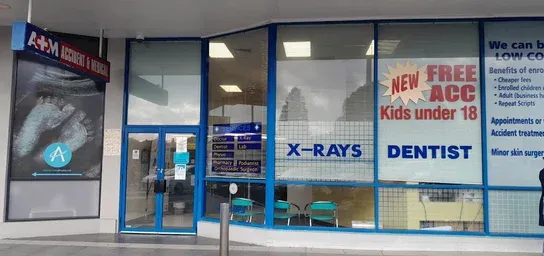 A+M ACCIDENT & MEDICAL
A
SERVICES
Doctor X-Ray
Dentist Lab
Physio
Pharmacy Podiatrist
Orthopaedic Surgeon
X-RAYS
DENTIST
NEW FREE
ACC
Kids under 18
We can b
LOW CO
Benefits of enro
• Cheaper fees
• Enrolled children
• Adult (business h
• Repeat Scripts
Appointments or
Accident treatme
Minor skin surger